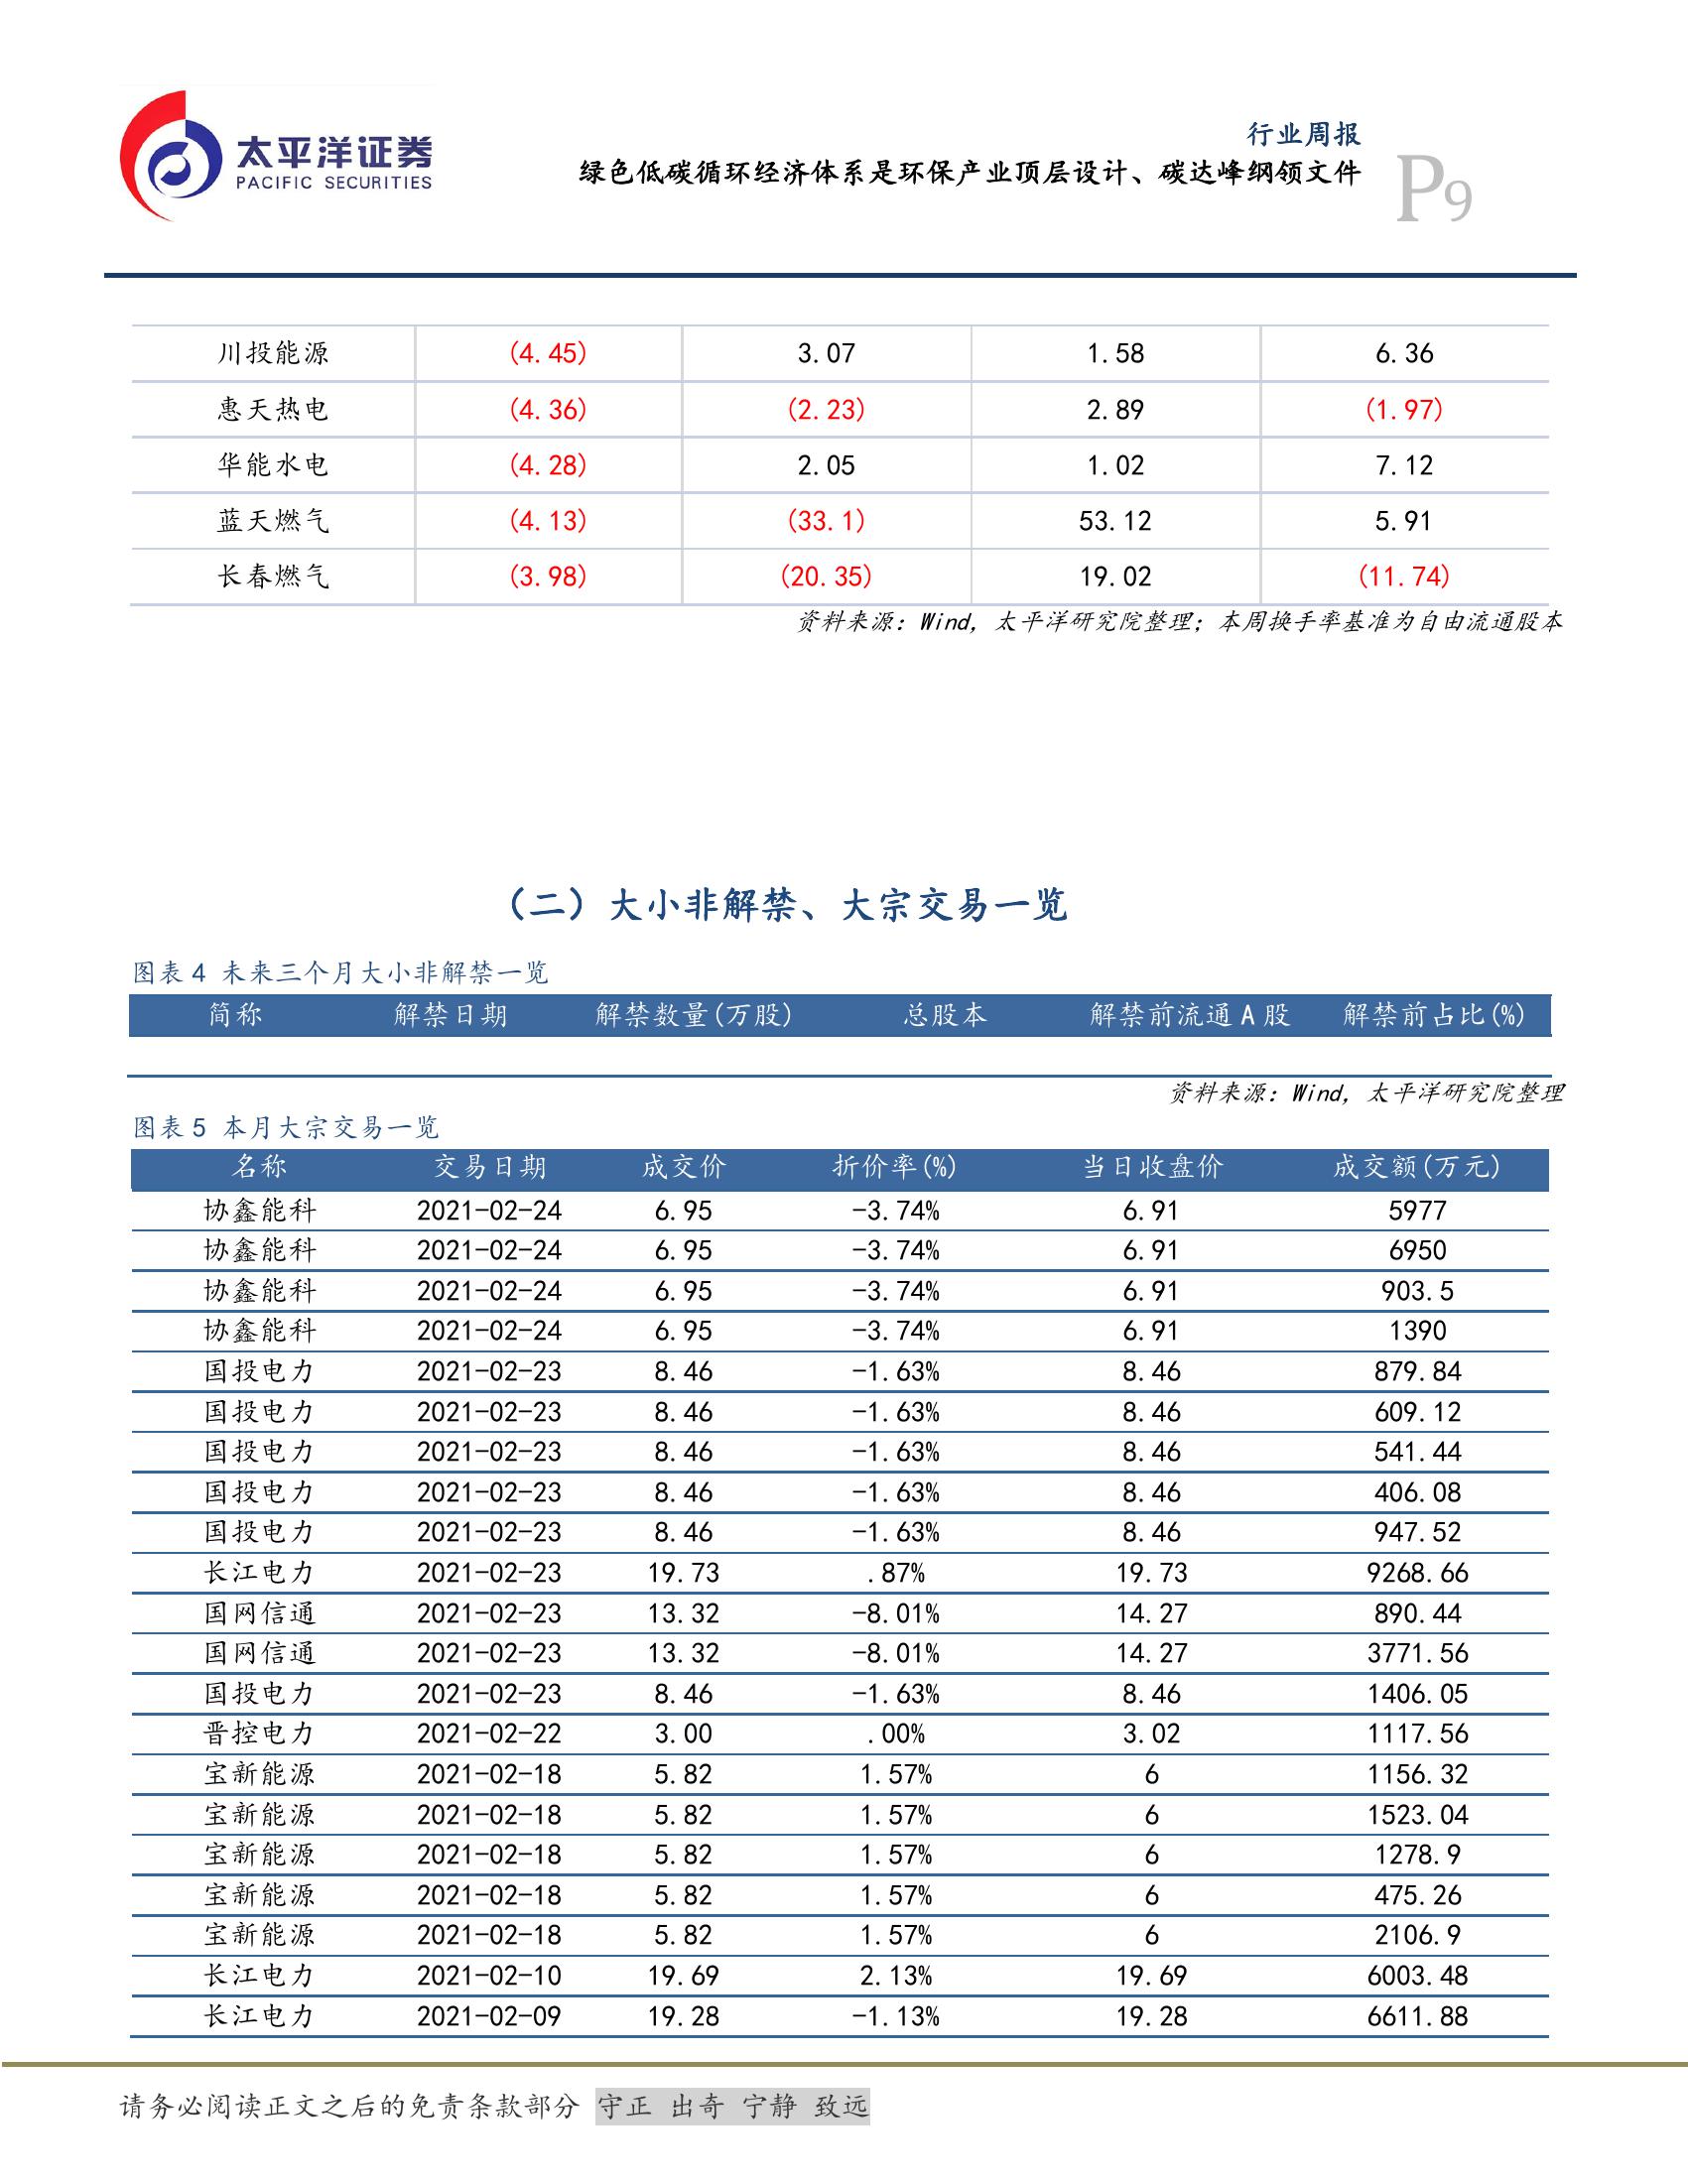 太平洋证券
PACIFIC SECURITIES
行业周报
绿色低碳循环经济体系是环保产业顶层设计、碳达峰纲领文件
P9
川投能源 (4.45) 3.07 1.58 6.36
惠天热电 (4.36) (2.23) 2.89 (1.97)
华能水电 (4.28) 2.05 1.02 7.12
蓝天燃气 (4.13) (33.1) 53.12 5.91
长春燃气 (3.98) (20.35) 19.02 (11.74)
资料来源：Wind，太平洋研究院整理；本周换手率基准为自由流通股本
（二）大小非解禁、大宗交易一览
图表 4 未来三个月大小非解禁一览
简称 解禁日期 解禁数量(万股) 总股本 解禁前流通 A 股 解禁前占比(%)
资料来源：Wind，太平洋研究院整理
图表 5 本月大宗交易一览
名称 交易日期 成交价 折价率(%) 当日收盘价 成交额(万元)
协鑫能科 2021-02-24 6.95 -3.74% 6.91 5977
协鑫能科 2021-02-24 6.95 -3.74% 6.91 6950
协鑫能科 2021-02-24 6.95 -3.74% 6.91 903.5
协鑫能科 2021-02-24 6.95 -3.74% 6.91 1390
国投电力 2021-02-23 8.46 -1.63% 8.46 879.84
国投电力 2021-02-23 8.46 -1.63% 8.46 609.12
国投电力 2021-02-23 8.46 -1.63% 8.46 541.44
国投电力 2021-02-23 8.46 -1.63% 8.46 406.08
国投电力 2021-02-23 8.46 -1.63% 8.46 947.52
长江电力 2021-02-23 19.73 .87% 19.73 9268.66
国网信通 2021-02-23 13.32 -8.01% 14.27 890.44
国网信通 2021-02-23 13.32 -8.01% 14.27 3771.56
国投电力 2021-02-23 8.46 -1.63% 8.46 1406.05
晋控电力 2021-02-22 3.00 .00% 3.02 1117.56
宝新能源 2021-02-18 5.82 1.57% 6 1156.32
宝新能源 2021-02-18 5.82 1.57% 6 1523.04
宝新能源 2021-02-18 5.82 1.57% 6 1278.9
宝新能源 2021-02-18 5.82 1.57% 6 475.26
宝新能源 2021-02-18 5.82 1.57% 6 2106.9
长江电力 2021-02-10 19.69 2.13% 19.69 6003.48
长江电力 2021-02-09 19.28 -1.13% 19.28 6611.88
请务必阅读正文之后的免责条款部分 守正 出奇 宁静 致远